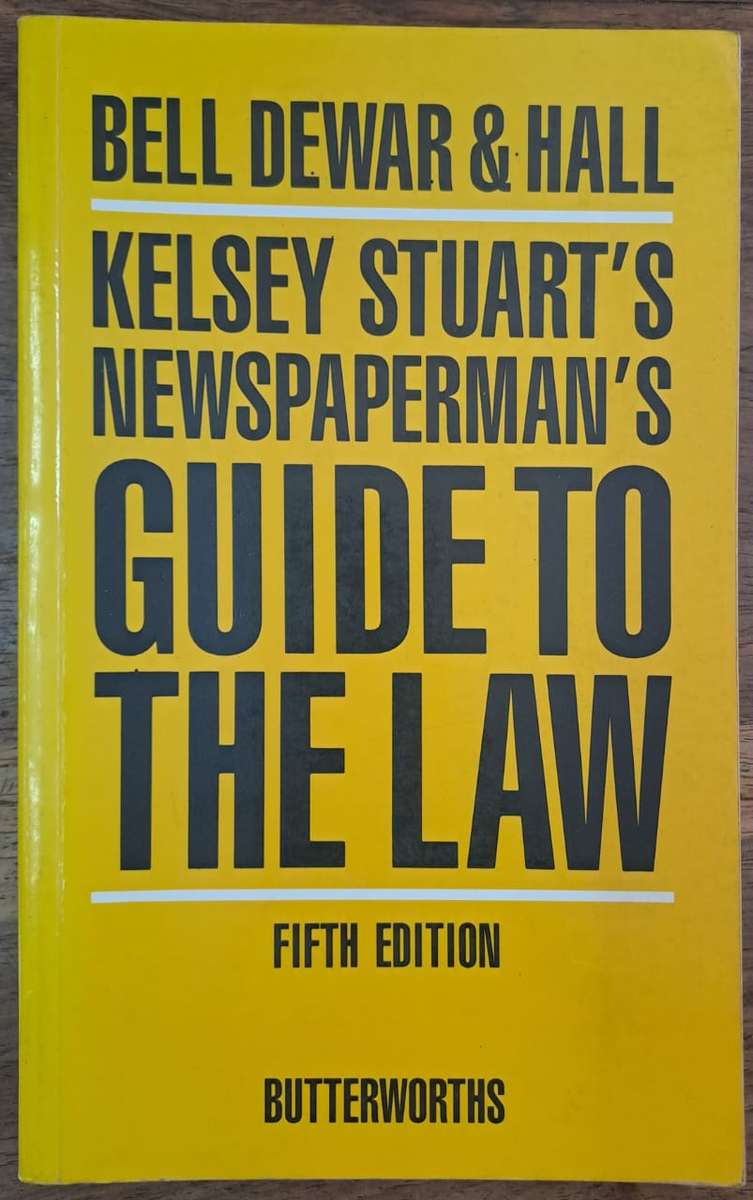 BELL DEWAR & HALL
KELSEY STUART'S
NEWSPAPERMAN'S
GUIDE TO
THE LAW
FIFTH EDITION
BUTTERWORTHS